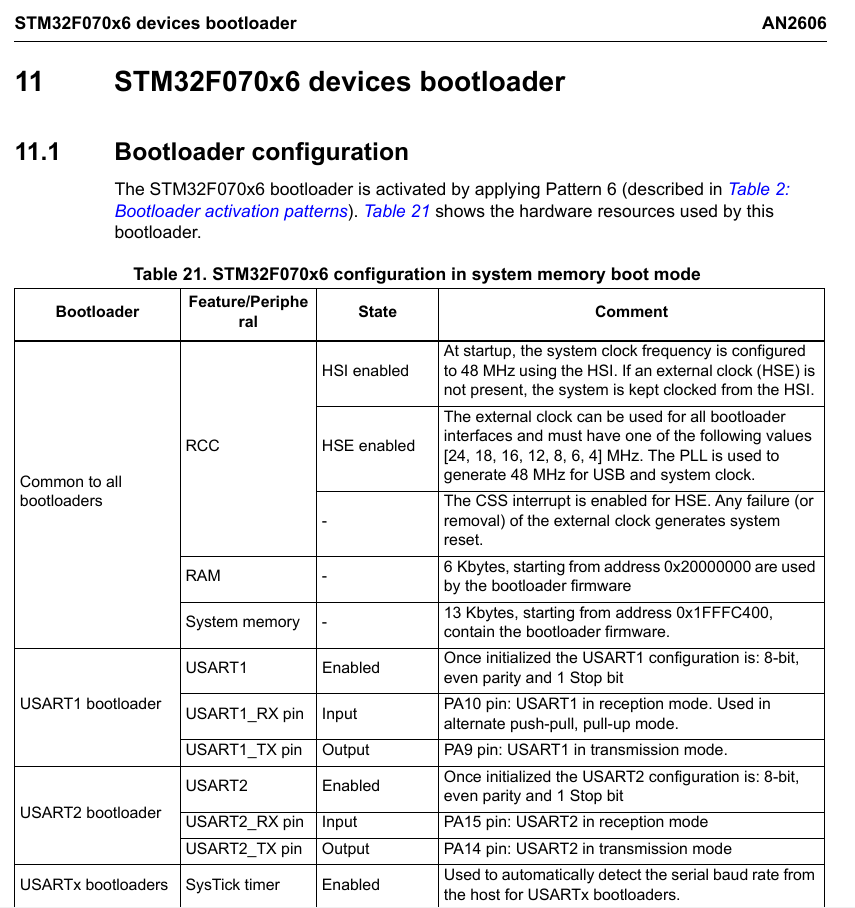 STM32F070x6 devices bootloader AN2606
11 STM32F070x6 devices bootloader
11.1 Bootloader configuration
The STM32F070x6 bootloader is activated by applying Pattern 6 (described in Table 2:
Bootloader activation patterns). Table 21 shows the hardware resources used by this
bootloader.
Table 21. STM32F070x6 configuration in system memory boot mode
Bootloader
Feature/Periphe
ral
State
Comment
Common to all
bootloaders
RCC
HSI enabled
At startup, the system clock frequency is configured
to 48 MHz using the HSI. If an external clock (HSE) is
not present, the system is kept clocked from the HSI.
HSE enabled
The external clock can be used for all bootloader
interfaces and must have one of the following values
[24, 18, 16, 12, 8, 6, 4] MHz. The PLL is used to
generate 48 MHz for USB and system clock.
-
The CSS interrupt is enabled for HSE. Any failure (or
removal) of the external clock generates system
reset.
RAM
-
6 Kbytes, starting from address 0x20000000 are used
by the bootloader firmware
System memory
-
13 Kbytes, starting from address 0x1FFFC400,
contain the bootloader firmware.
USART1 bootloader
USART1
Enabled
Once initialized the USART1 configuration is: 8-bit,
even parity and 1 Stop bit
USART1_RX pin
Input
PA10 pin: USART1 in reception mode. Used in
alternate push-pull, pull-up mode.
USART1_TX pin
Output
PA9 pin: USART1 in transmission mode.
USART2 bootloader
USART2
Enabled
Once initialized the USART2 configuration is: 8-bit,
even parity and 1 Stop bit
USART2_RX pin
Input
PA15 pin: USART2 in reception mode
USART2_TX pin
Output
PA14 pin: USART2 in transmission mode
USARTx bootloaders
SysTick timer
Enabled
Used to automatically detect the serial baud rate from
the host for USARTx bootloaders.